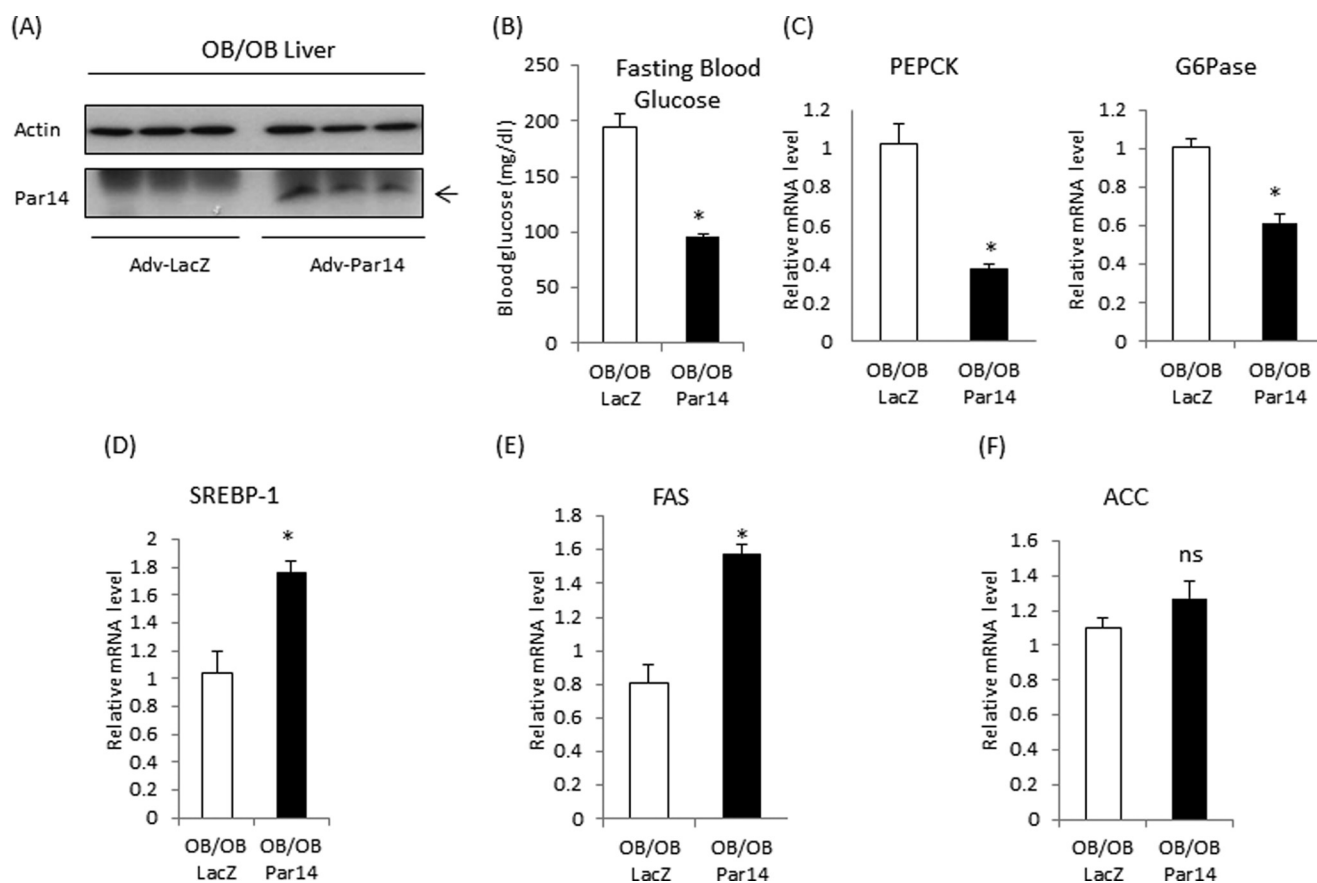 (A)
OB/OB Liver
Actin
Par14
Adv-LacZ
Adv-Par14
(B)
Fasting Blood
Glucose
Blood glucose (mg/dl)
250
200
150
100
50
0
*
OB/OB
LacZ
OB/OB
Par14
(C)
PEPCK
Relative mRNA level
1.2
1
0.8
0.6
0.4
0.2
0
*
OB/OB
LacZ
OB/OB
Par14
G6Pase
Relative mRNA level
1.2
1
0.8
0.6
0.4
0.2
0
*
OB/OB
LacZ
OB/OB
Par14
(D)
SREBP-1
Relative mRNA level
2
1.8
1.6
1.4
1.2
1
0.8
0.6
0.4
0.2
0
*
OB/OB
LacZ
OB/OB
Par14
(E)
FAS
Relative mRNA level
1.8
1.6
1.4
1.2
1
0.8
0.6
0.4
0.2
0
*
OB/OB
LacZ
OB/OB
Par14
(F)
ACC
Relative mRNA level
1.6
1.4
1.2
1
0.8
0.6
0.4
0.2
0
ns
OB/OB
LacZ
OB/OB
Par14